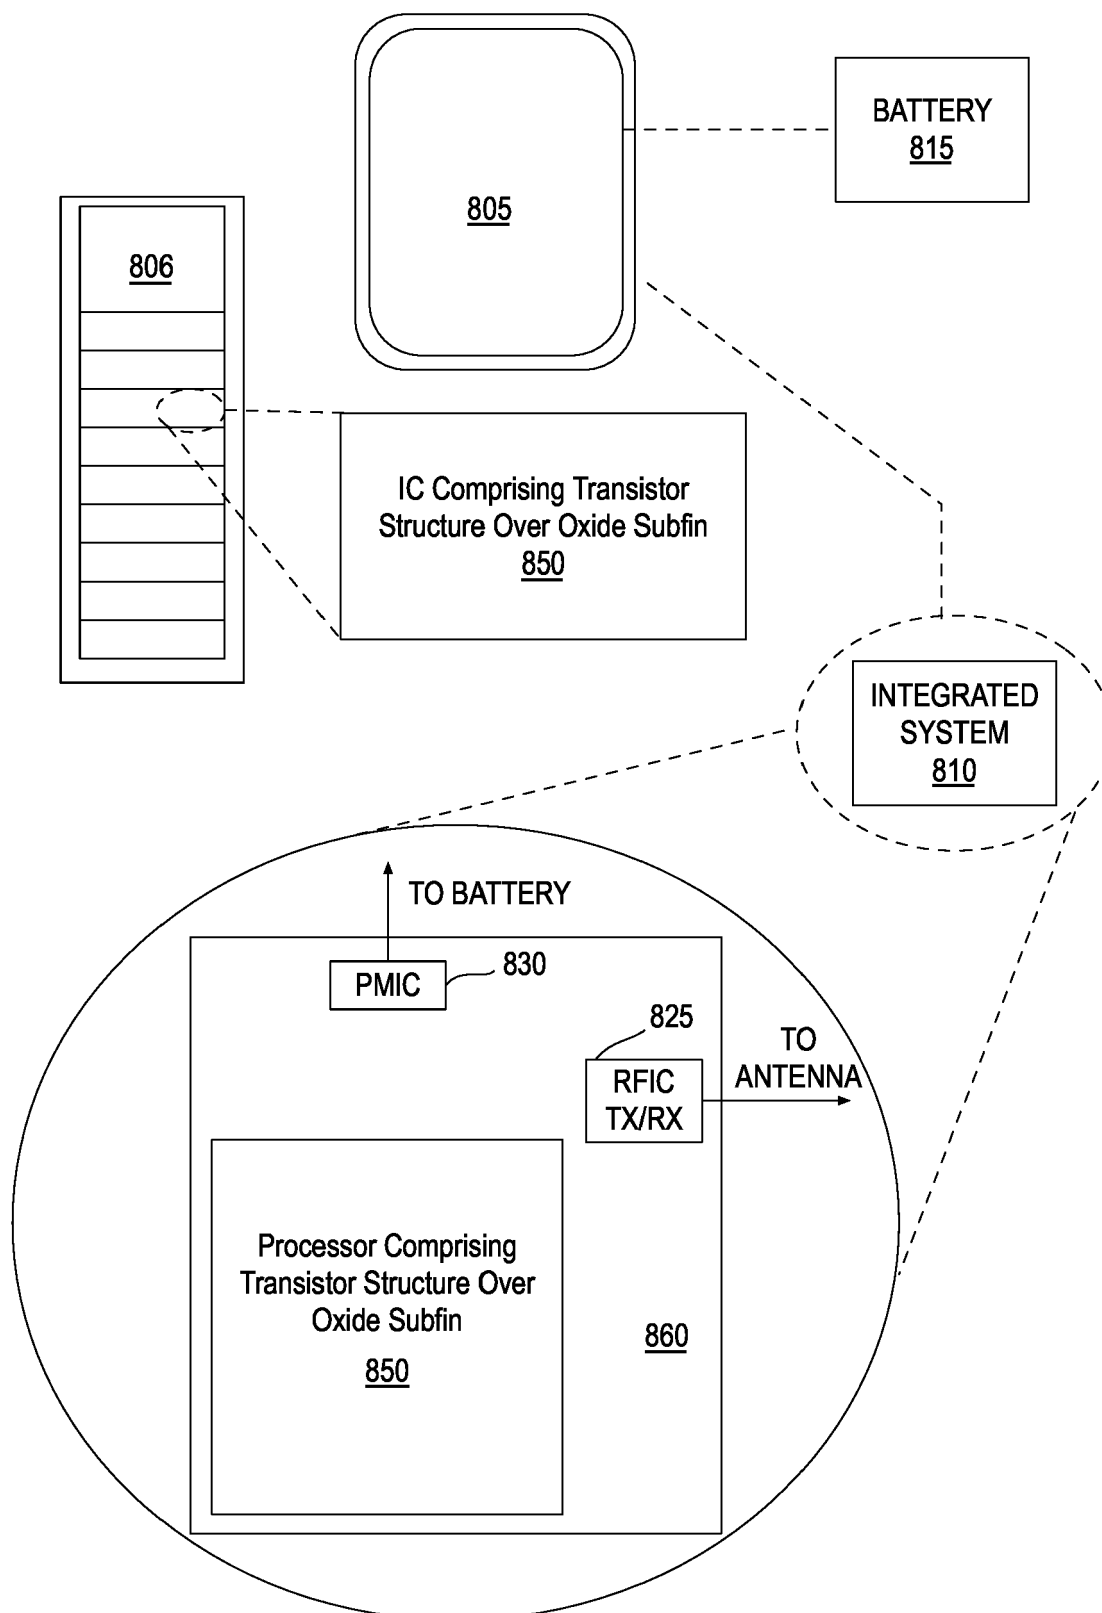 BATTERY
815
805
806
IC Comprising Transistor
Structure Over Oxide Subfin
850
INTEGRATED
SYSTEM
810
TO BATTERY
PMIC
830
825
TO
ANTENNA
RFIC
TX/RX
Processor Comprising
Transistor Structure Over
Oxide Subfin
850
860